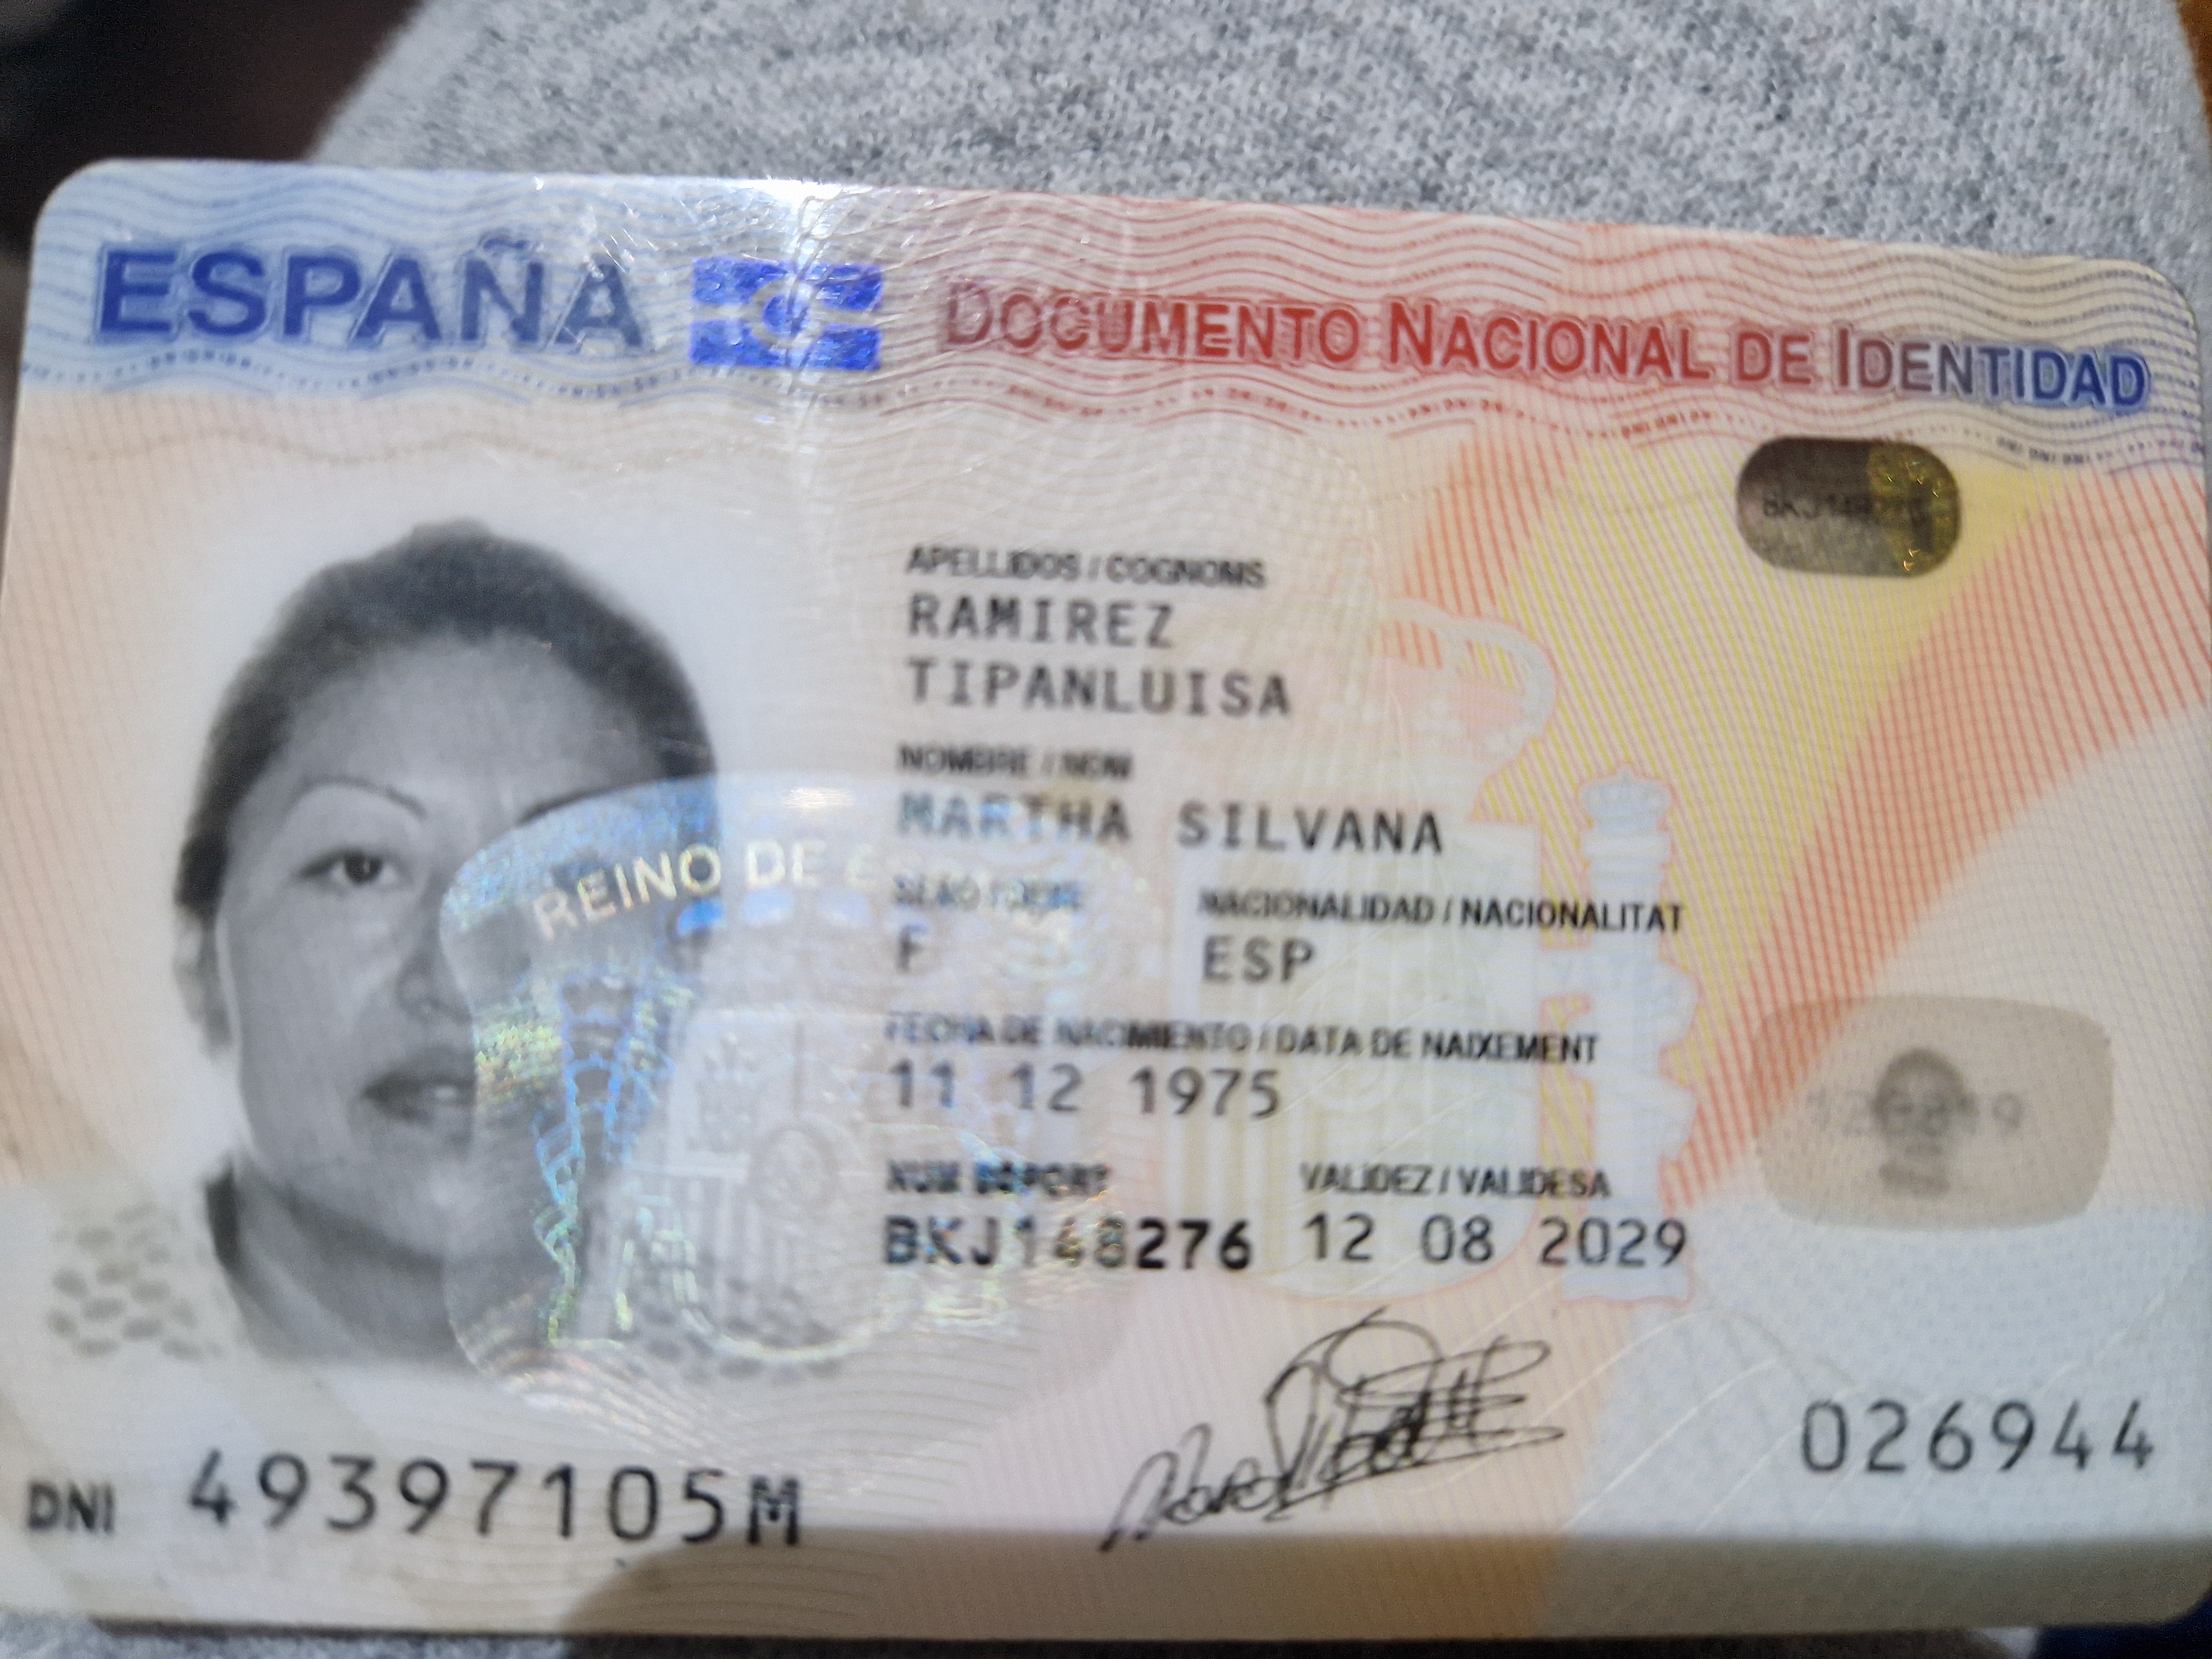 ESPAÑA DOCUMENTO NACIONAL DE IDENTIDAD
APELLIDOS / COGNOMS
RAMIREZ
TIPANLUISA
NOMBRE / NOM
MARTHA SILVANA
SEXO / SEXE NACIONALIDAD / NACIONALITAT
F ESP
FECHA DE NACIMIENTO / DATA DE NAIXEMENT
11 12 1975
NUM SOPORT VALIDEZ / VALIDESA
BKJ148276 12 08 2029
REINO DE
DNI 49397105M
026944